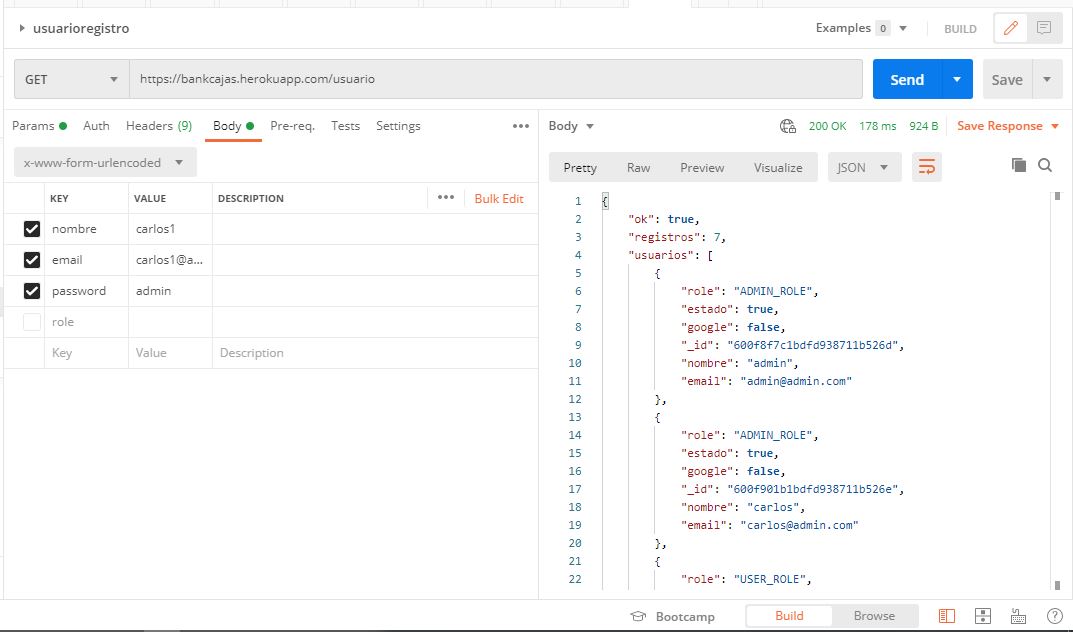 usuarioregistro
Examples 0
BUILD
GET
https://bankcajas.herokuapp.com/usuario
Send
Save
Params
Auth
Headers (9)
Body
Pre-req.
Tests
Settings
x-www-form-urlencoded
KEY VALUE DESCRIPTION
Bulk Edit
nombre carlos1
email carlos1@a...
password admin
role
Key Value Description
Body
200 OK 178 ms 924 B
Save Response
Pretty Raw Preview Visualize
JSON
1 {
2 "ok": true,
3 "registros": 7,
4 "usuarios": [
5 {
6 "role": "ADMIN_ROLE",
7 "estado": true,
8 "google": false,
9 "_id": "600f8f7c1bdfd938711b526d",
10 "nombre": "admin",
11 "email": "admin@admin.com"
12 },
13 {
14 "role": "ADMIN_ROLE",
15 "estado": true,
16 "google": false,
17 "_id": "600f901b1bdfd938711b526e",
18 "nombre": "carlos",
19 "email": "carlos@admin.com"
20 },
21 {
22 "role": "USER_ROLE",
Bootcamp
Build
Browse